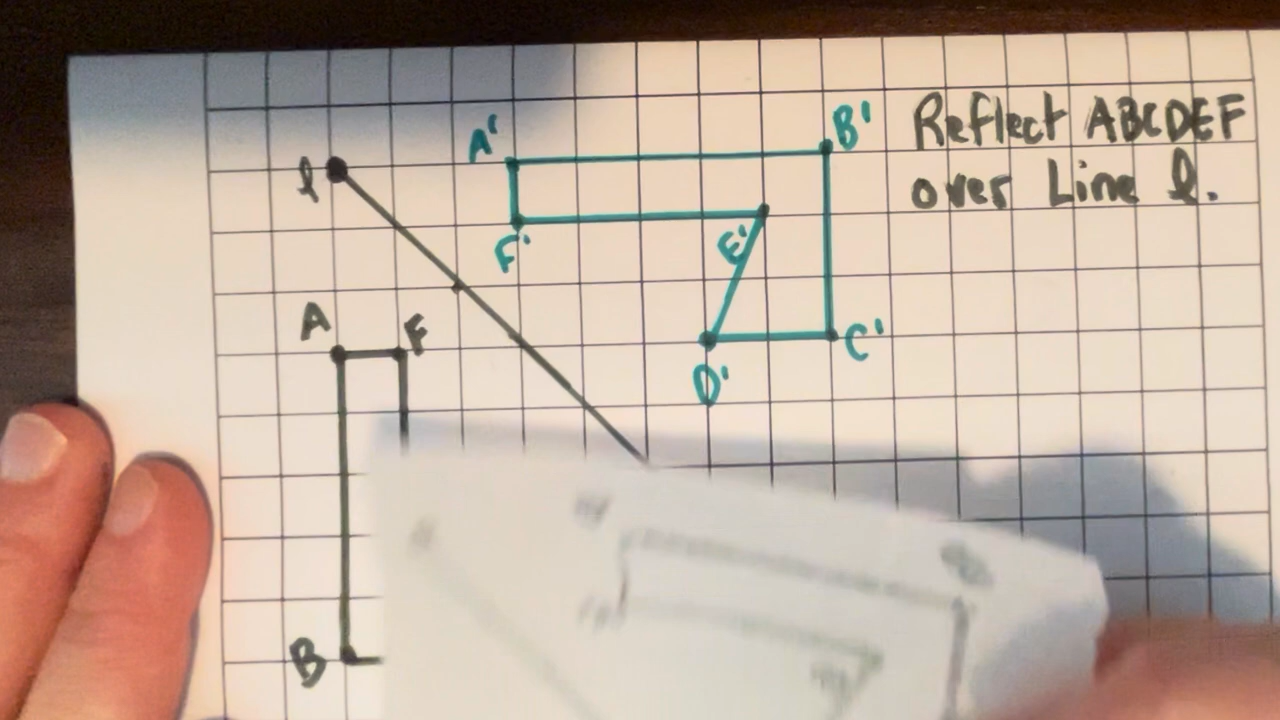 Reflect ABCDEF
over Line l.
A'
B'
l
E'
F'
A
F
C'
D'
B